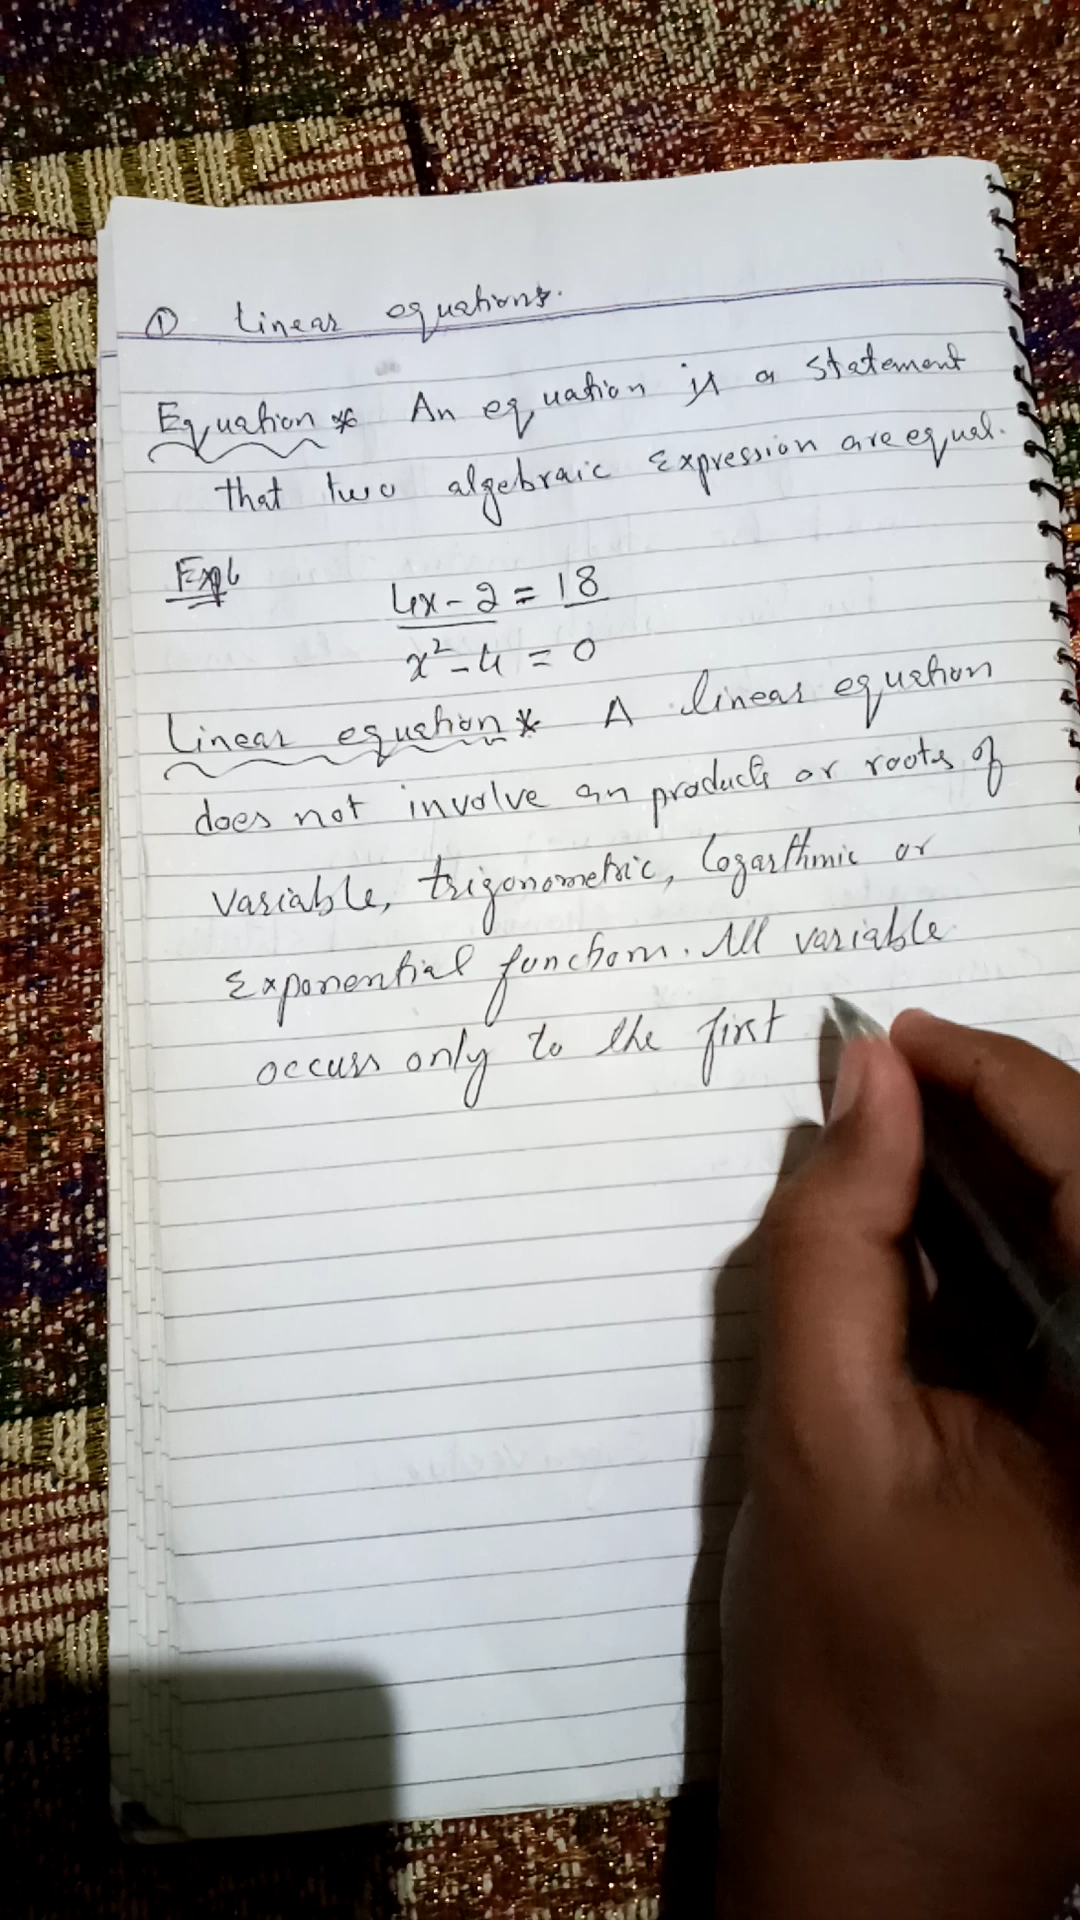 ① Linear equations.
Equation * An equation is a statement
that two algebraic Expression are equal.
Expl
4x - 2 = 18
x² - 4 = 0
Linear equation * A linear equation
does not involve an products or roots of
variable, trigonometric, logarthmic or
Exponential functions. All variable
occurs only to the first